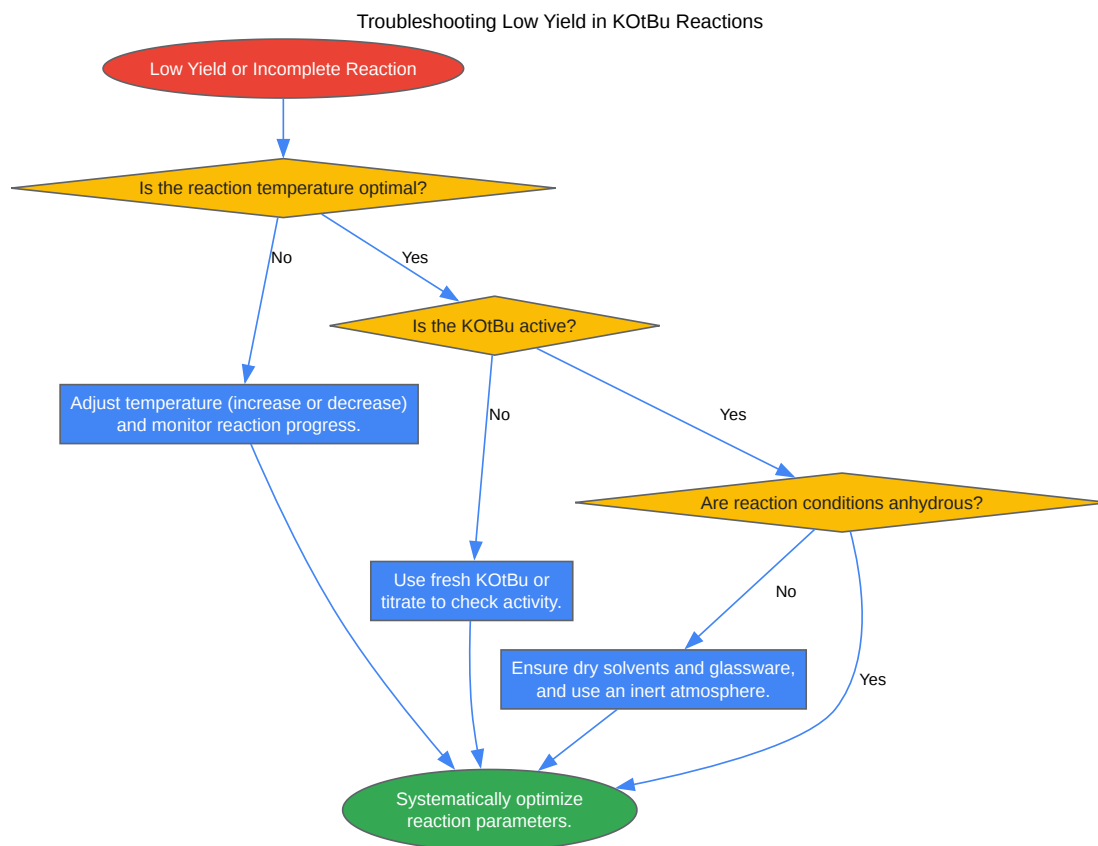 Troubleshooting Low Yield in KOtBu Reactions
Low Yield or Incomplete Reaction
Is the reaction temperature optimal?
No
Yes
Is the KOtBu active?
Adjust temperature (increase or decrease)
and monitor reaction progress.
No
Yes
Are reaction conditions anhydrous?
Use fresh KOtBu or
titrate to check activity.
No
Ensure dry solvents and glassware,
and use an inert atmosphere.
Yes
Systematically optimize
reaction parameters.